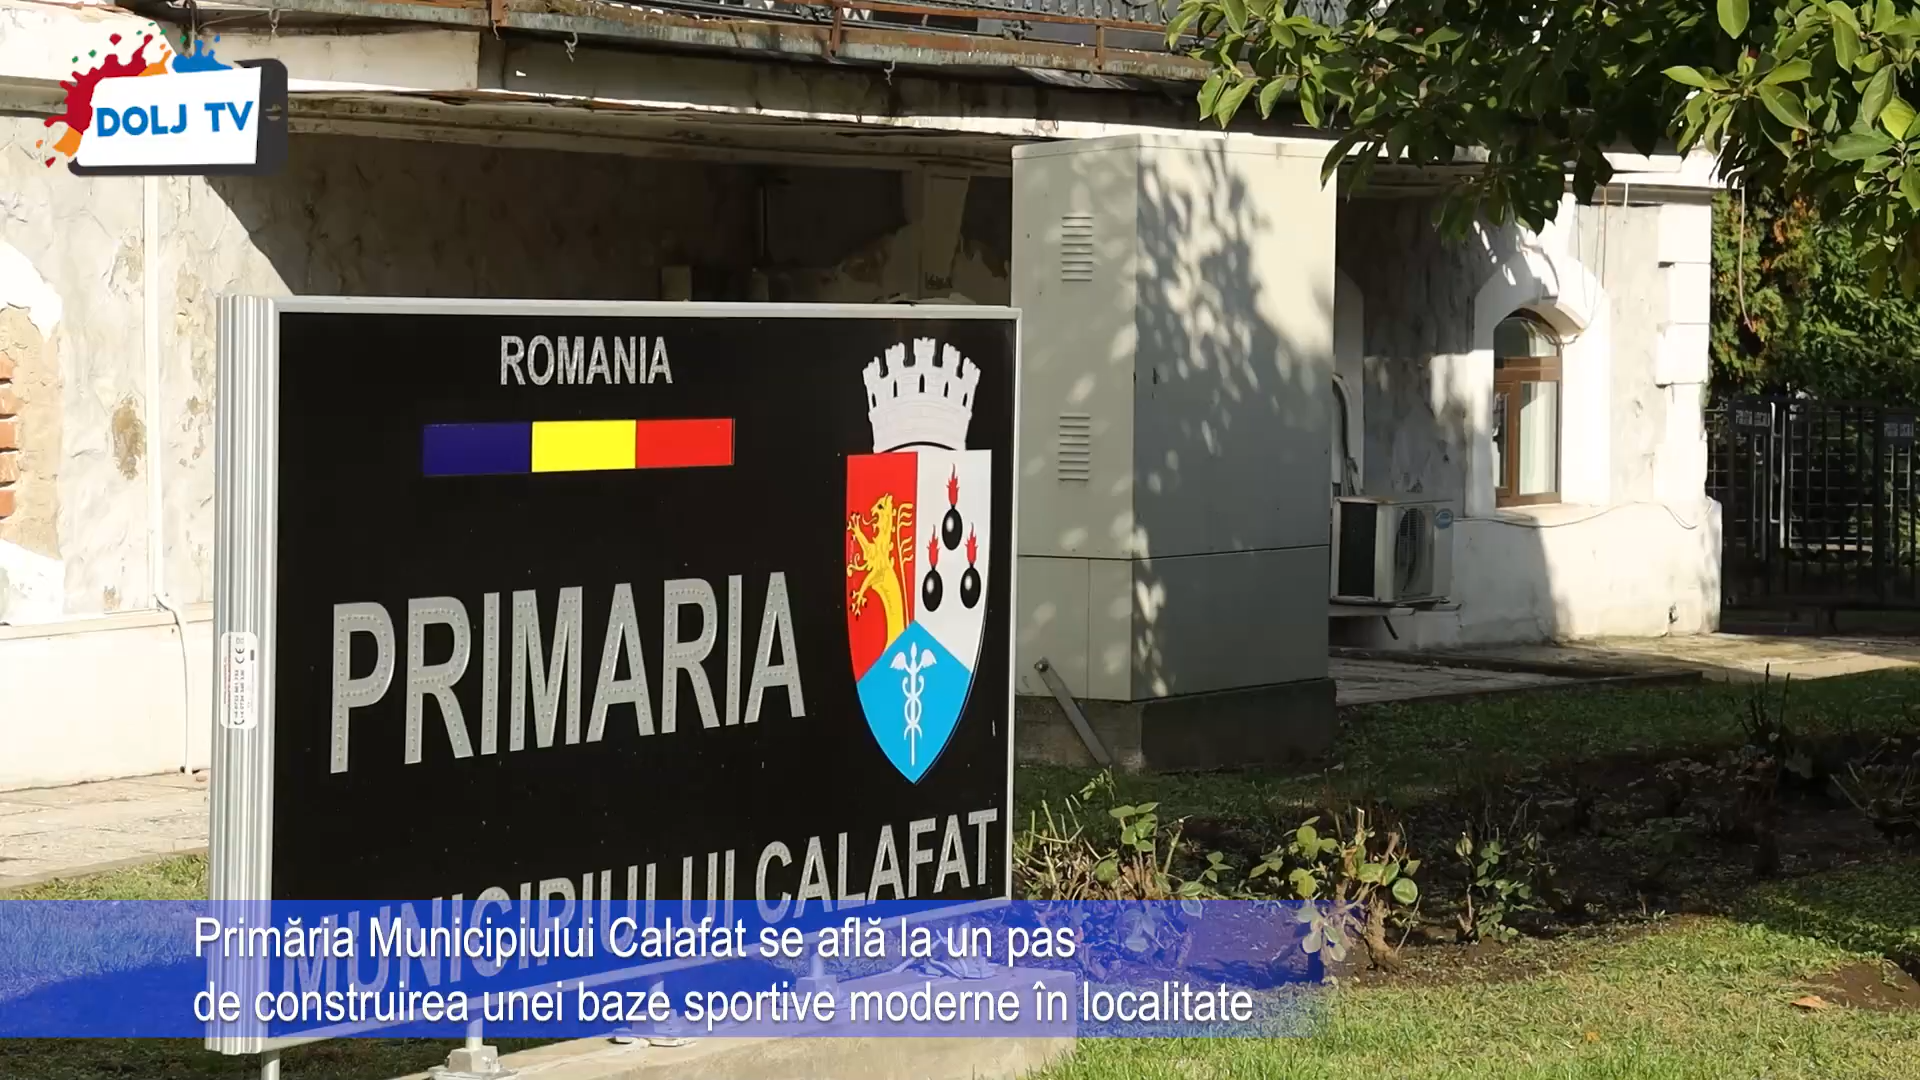 DOLJ TV
ROMANIA
PRIMARIA
MUNICIPIULUI CALAFAT
Primăria Municipiului Calafat se află la un pas
de construirea unei baze sportive moderne în localitate